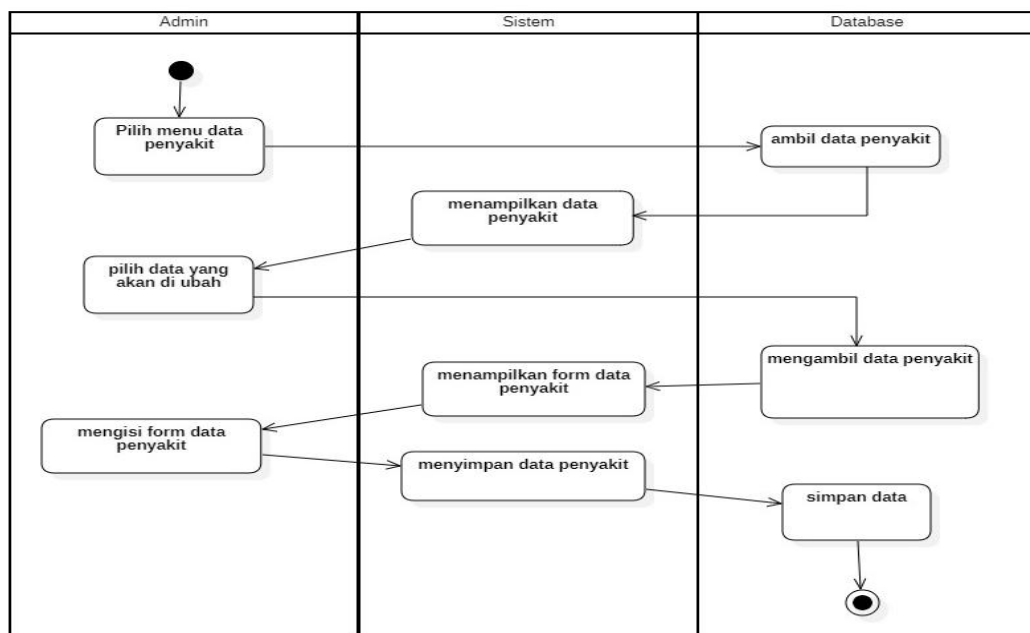 Admin
Sistem
Database
Pilih menu data
penyakit
ambil data penyakit
menampilkan data
penyakit
pilih data yang
akan di ubah
mengambil data penyakit
menampilkan form data
penyakit
mengisi form data
penyakit
menyimpan data penyakit
simpan data